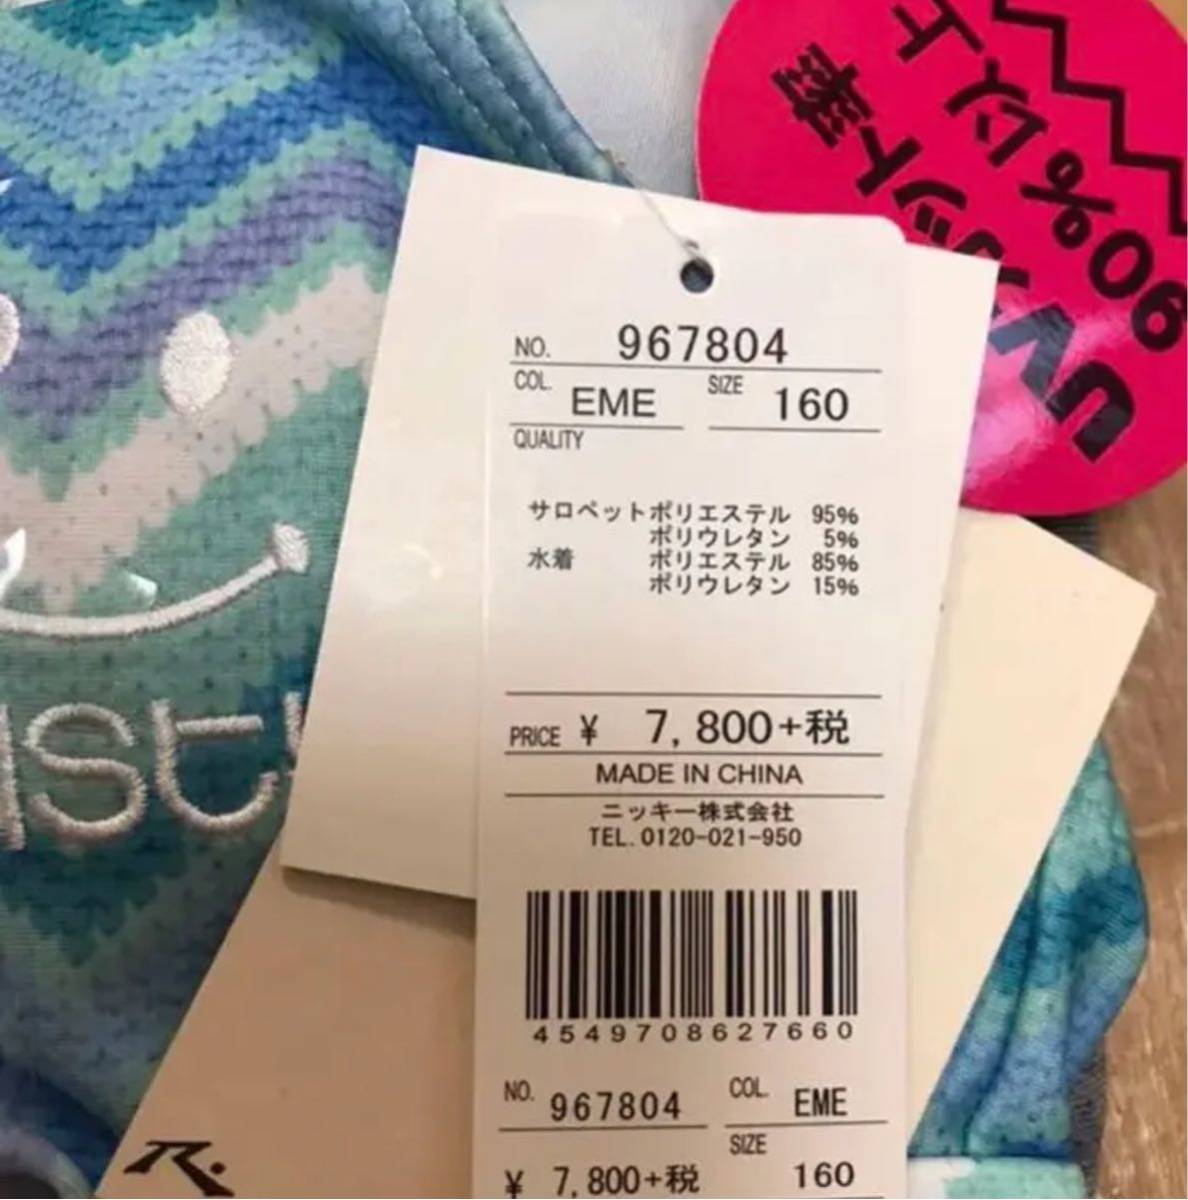 UVカット率
90%以上
NO. 967804
COL. EME SIZE 160
QUALITY
サロペットポリエステル 95%
ポリウレタン 5%
水着 ポリエステル 85%
ポリウレタン 15%
PRICE ¥ 7,800+税
MADE IN CHINA
ニッキー株式会社
TEL. 0120-021-950
4549708627660
NO. 967804 COL. EME
SIZE
¥ 7,800+税 160
R.